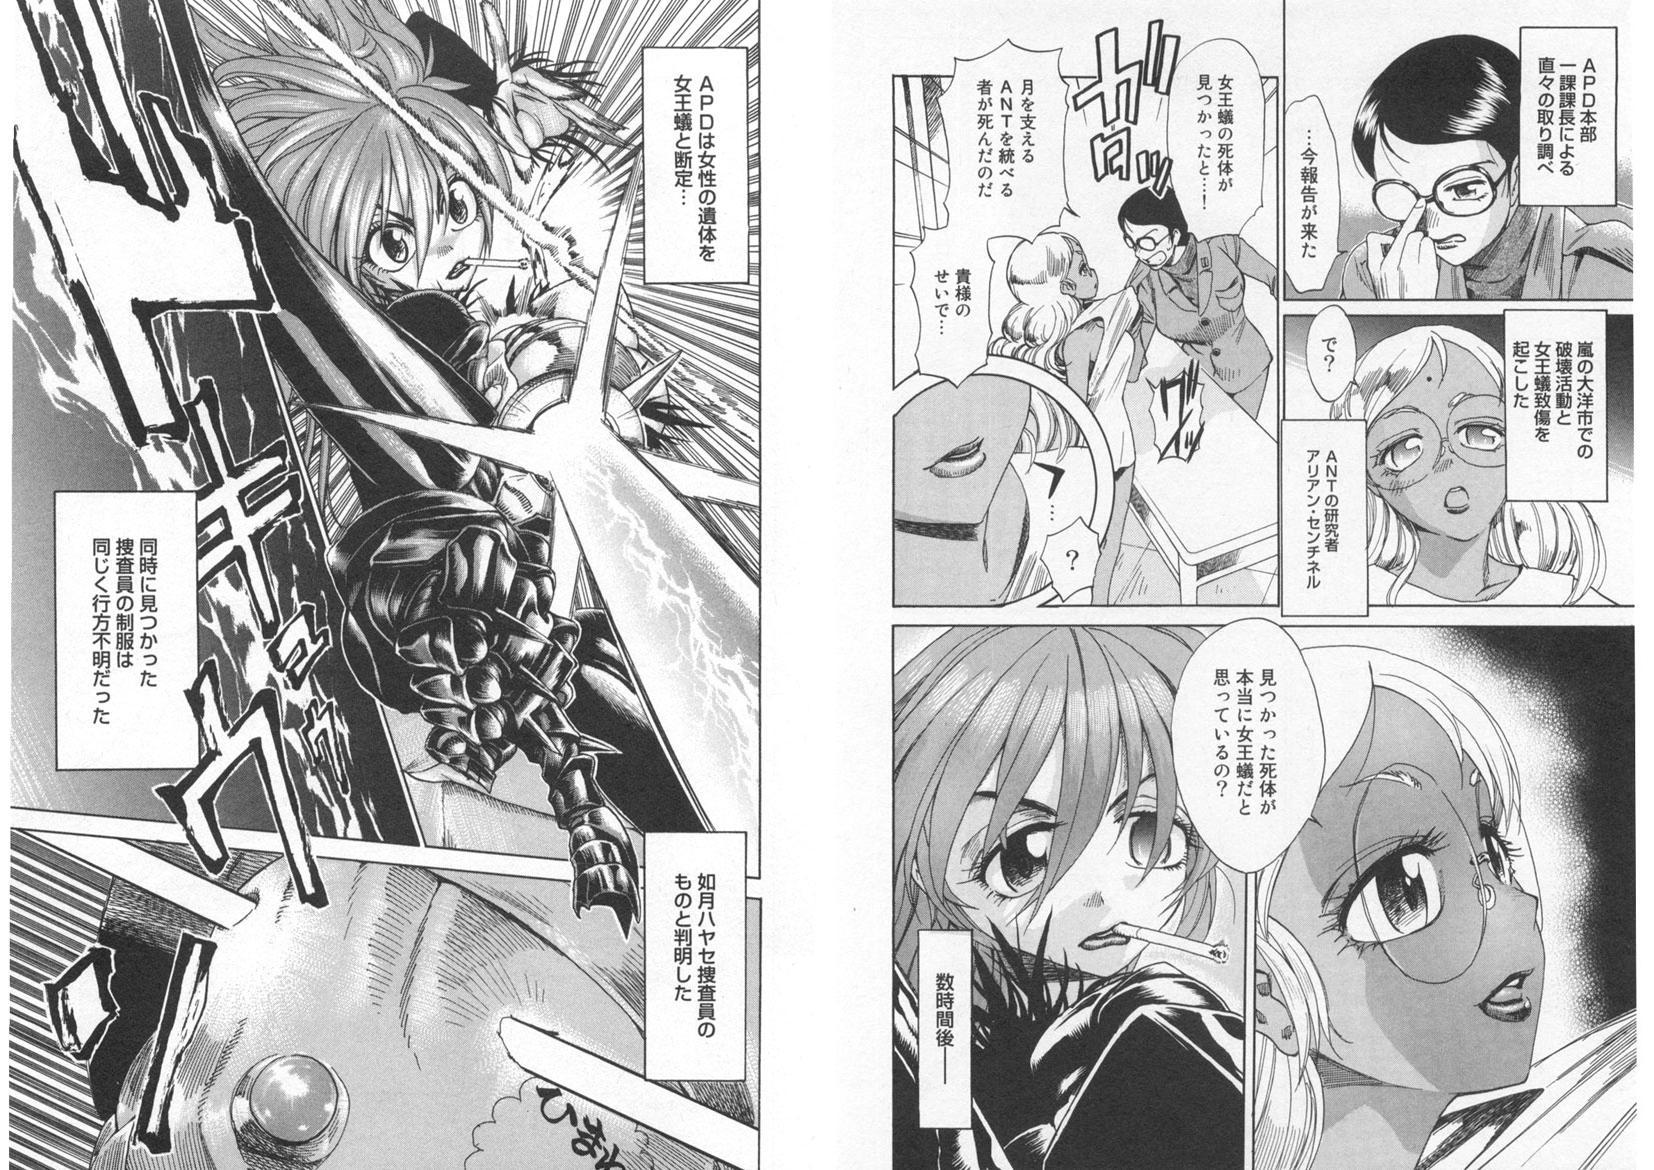 APD本部
一課課長による
直々の取り調べ
…今報告が来た
嵐の大洋市での
破壊活動と
女王蟻致傷を
起こした
で?
ANTの研究者
アリアン・センチネル
女王蟻の死体が
見つかったと…!
ガターン
月を支える
ANTを統べる
者が死んだのだ
貴様の
せいで…
グッ
…
?
見つかった死体が
本当に女王蟻だと
思っているの?
数時間後―
APDは女性の遺体を
女王蟻と断定…
同時に見つかった
捜査員の制服は
同じく行方不明だった
如月ハヤセ捜査員の
ものと判明した